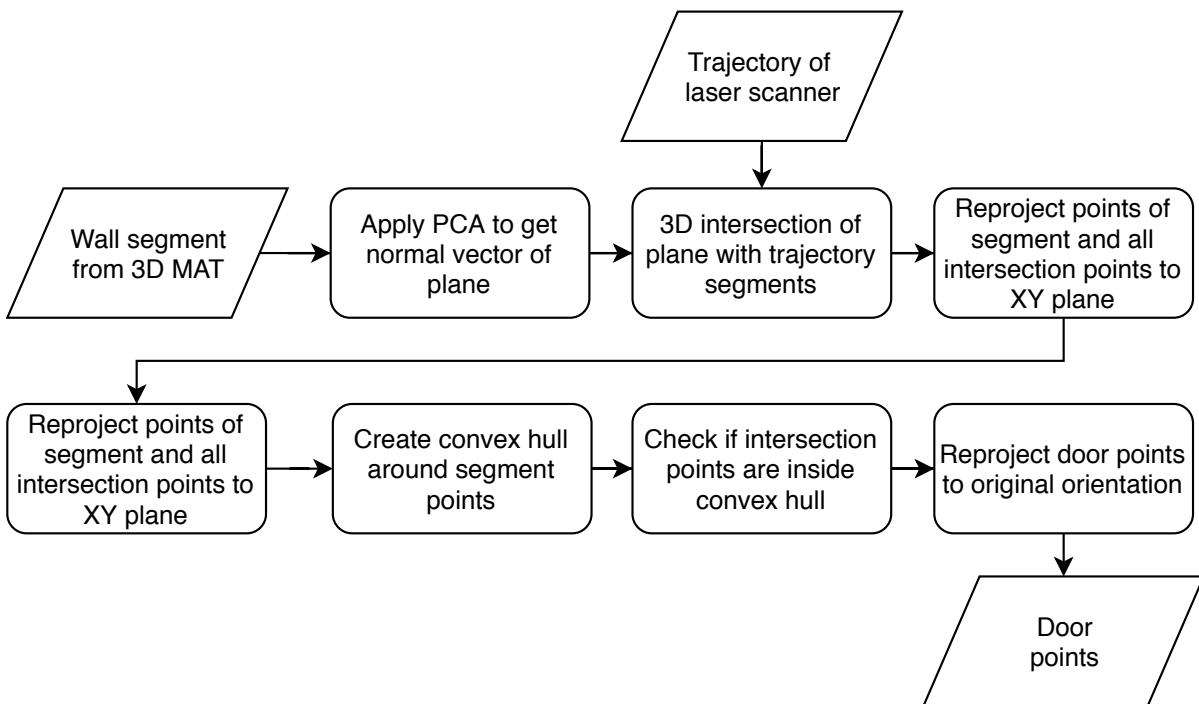 Trajectory of
laser scanner
Wall segment
from 3D MAT
Apply PCA to get
normal vector of
plane
3D intersection of
plane with trajectory
segments
Reproject points of
segment and all
intersection points to
XY plane
Reproject points of
segment and all
intersection points to
XY plane
Create convex hull
around segment
points
Check if intersection
points are inside
convex hull
Reproject door points
to original orientation
Door
points